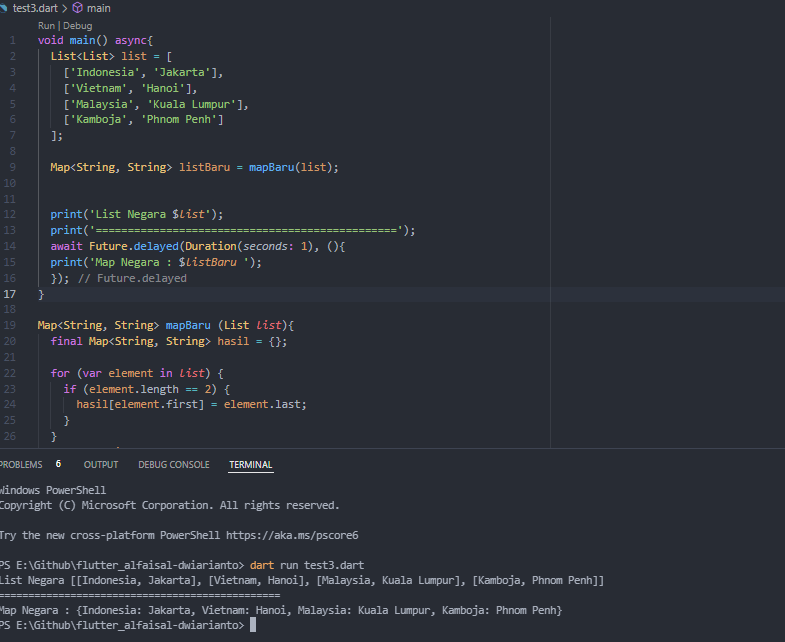 test3.dart > main
Run | Debug
1 void main() async{
2 List<List> list = [
3 ['Indonesia', 'Jakarta'],
4 ['Vietnam', 'Hanoi'],
5 ['Malaysia', 'Kuala Lumpur'],
6 ['Kamboja', 'Phnom Penh']
7 ];
8
9 Map<String, String> listBaru = mapBaru(list);
10
11
12 print('List Negara $list');
13 print('===============================================');
14 await Future.delayed(Duration(seconds: 1), (){
15 print('Map Negara : $listBaru ');
16 }); // Future.delayed
17 }
18
19 Map<String, String> mapBaru (List list){
20 final Map<String, String> hasil = {};
21
22 for (var element in list) {
23 if (element.length == 2) {
24 hasil[element.first] = element.last;
25 }
26 }
PROBLEMS 6 OUTPUT DEBUG CONSOLE TERMINAL
Windows PowerShell
Copyright (C) Microsoft Corporation. All rights reserved.
Try the new cross-platform PowerShell https://aka.ms/pscore6
PS E:\Github\flutter_alfaisal-dwiarianto> dart run test3.dart
List Negara [[Indonesia, Jakarta], [Vietnam, Hanoi], [Malaysia, Kuala Lumpur], [Kamboja, Phnom Penh]]
===============================================
Map Negara : {Indonesia: Jakarta, Vietnam: Hanoi, Malaysia: Kuala Lumpur, Kamboja: Phnom Penh}
PS E:\Github\flutter_alfaisal-dwiarianto>